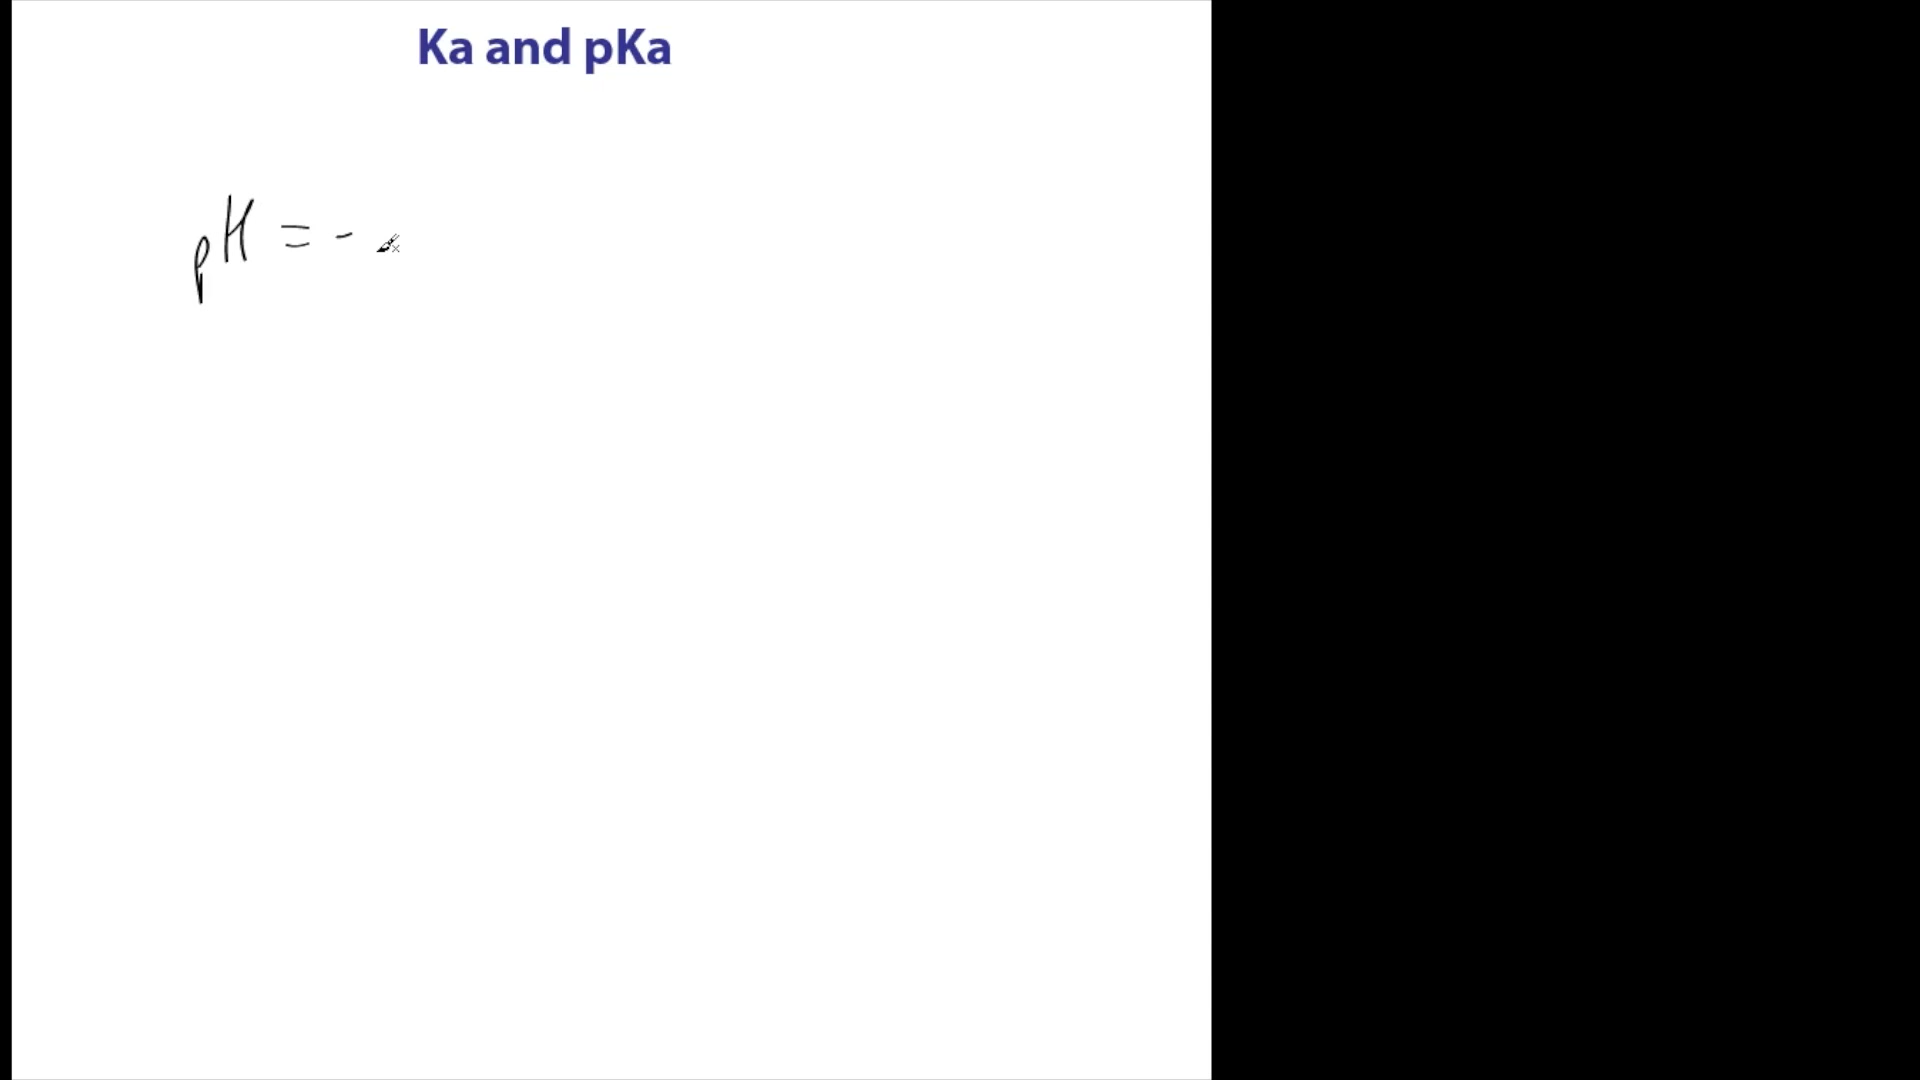 Ka and pKa
pH = -